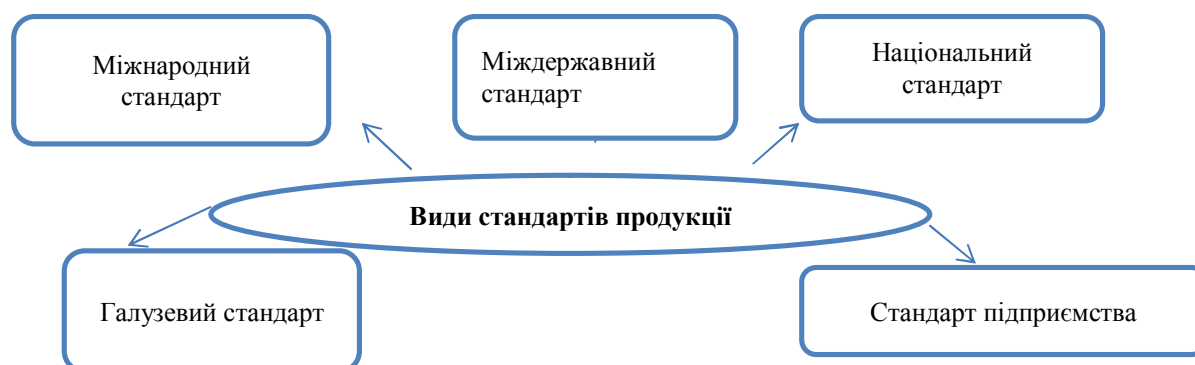 Міжнародний
стандарт
Міждержавний
стандарт
Національний
стандарт
Види стандартів продукції
Галузевий стандарт
Стандарт підприємства